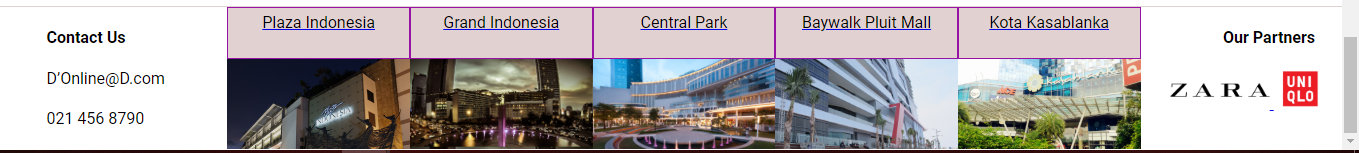 Contact Us
D'Online@D.com
021 456 8790
Plaza Indonesia
Grand Indonesia
Central Park
Baywalk Pluit Mall
Kota Kasablanka
Our Partners
ZARA
UNI
QLO